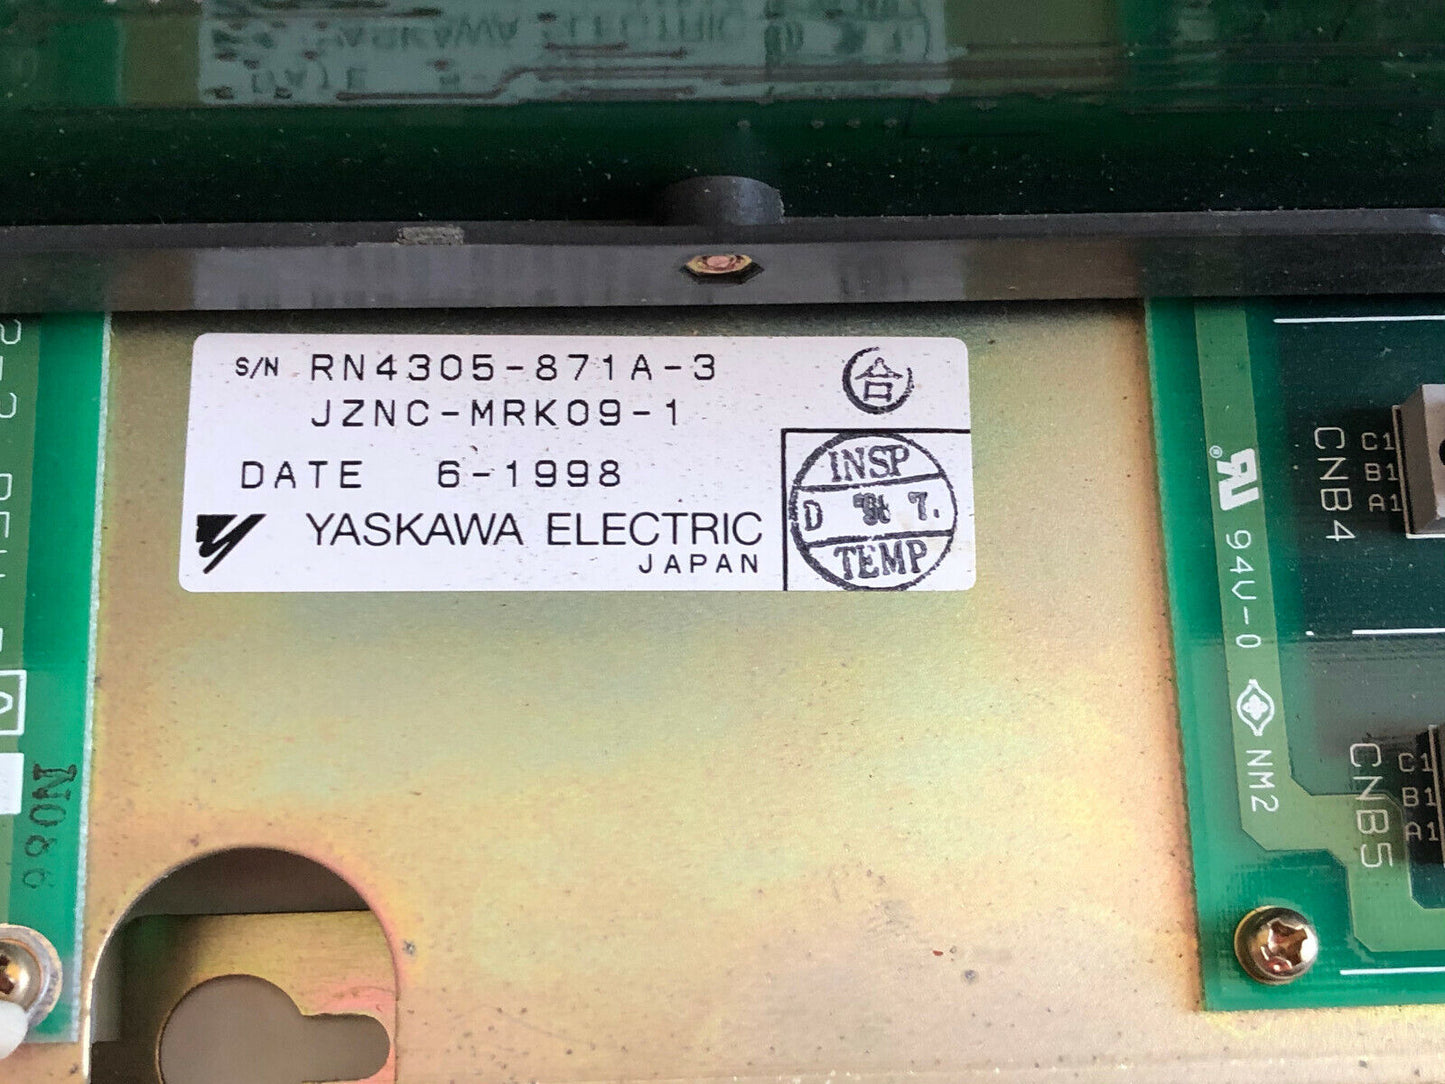 S/N RN4305-871A-3
JZNC-MRK09-1
合
DATE 6-1998
YASKAWA ELECTRIC
JAPAN
INSP
D 7.
TEMP
94V-0
NM2
CNB4
C1
B1
A1
CNB5
C1
B1
A1